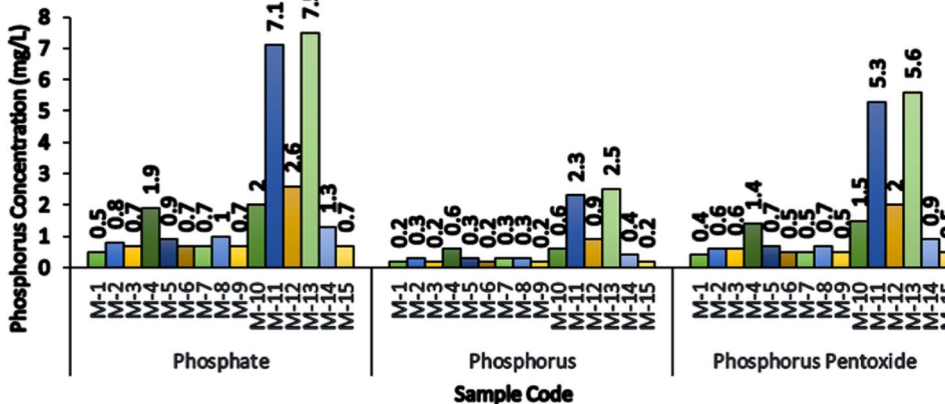 Phosphorus Concentration (mg/L)
8
7
6
5
4
3
2
1
0
0.5 0.8 0.7 1.9 0.9 0.7 0.7 1 0.7 2 7.1 2.6 1.3 0.7
0.2 0.3 0.2 0.6 0.3 0.2 0.3 0.3 0.2 0.6 2.3 0.9 2.5 0.4 0.2
0.4 0.6 0.6 1.4 0.7 0.5 0.5 0.7 0.5 1.5 5.3 2 5.6 0.9
M-1 M-2 M-3 M-4 M-5 M-6 M-7 M-8 M-9 M-10 M-11 M-12 M-13 M-14 M-15
M-1 M-2 M-3 M-4 M-5 M-6 M-7 M-8 M-9 M-10 M-11 M-12 M-13 M-14 M-15
M-1 M-2 M-3 M-4 M-5 M-6 M-7 M-8 M-9 M-10 M-11 M-12 M-13 M-14
Phosphate Phosphorus Phosphorus Pentoxide
Sample Code